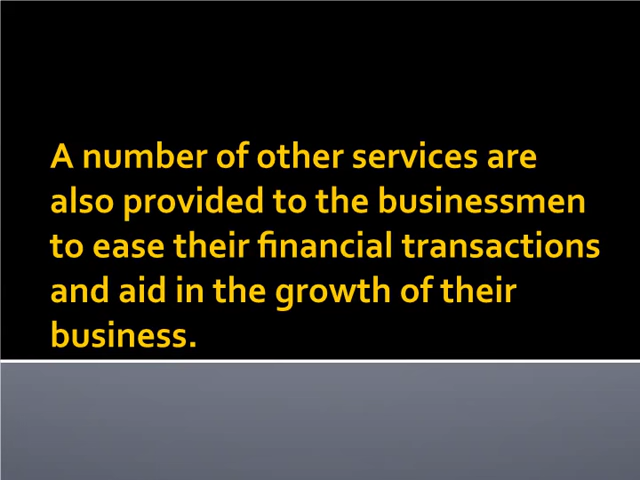 A number of other services are
also provided to the businessmen
to ease their financial transactions
and aid in the growth of their
business.